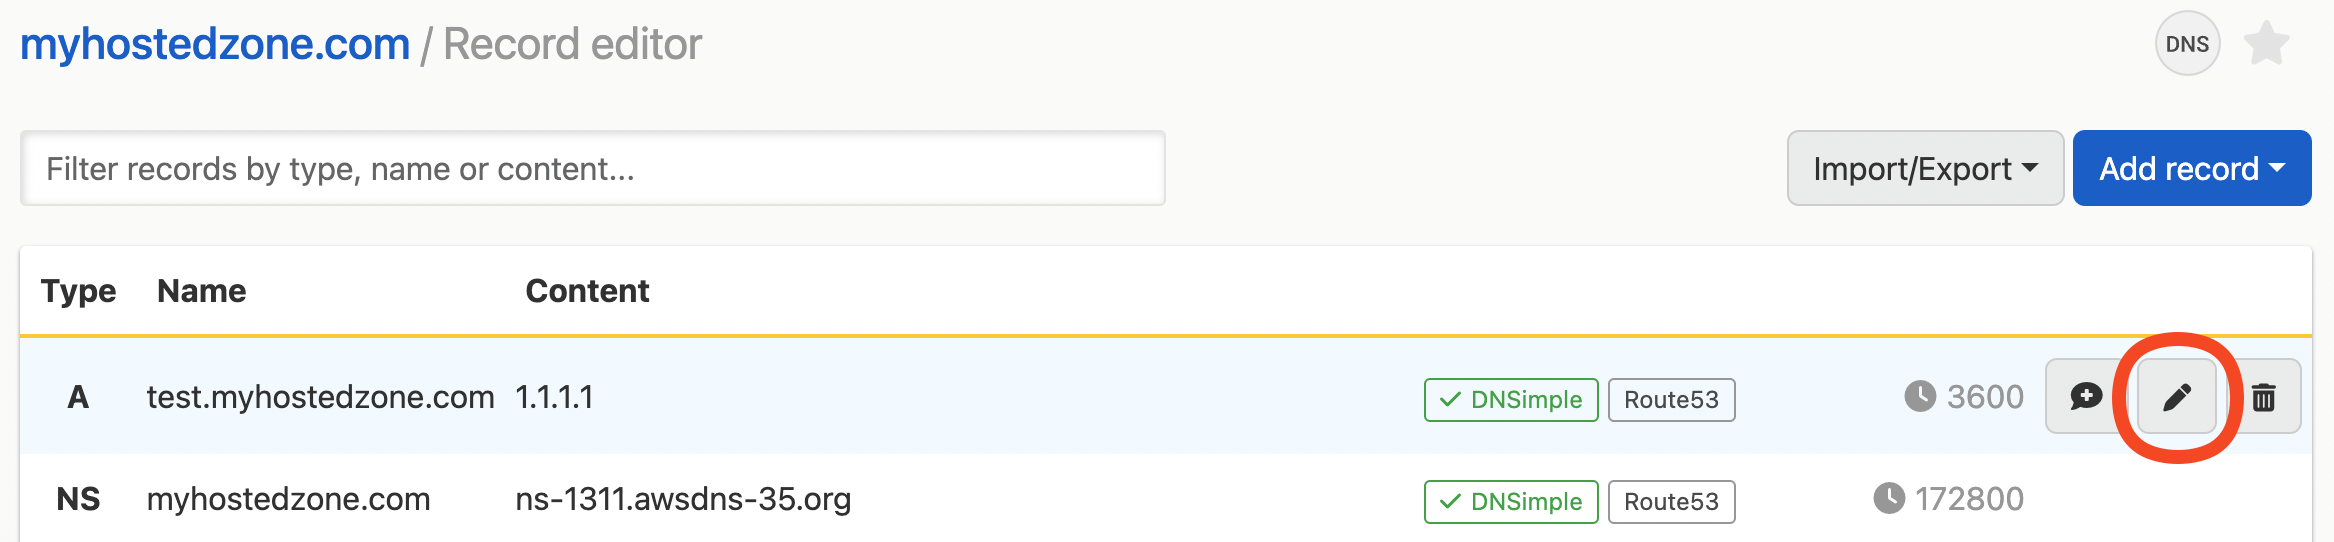 myhostedzone.com / Record editor
DNS
Filter records by type, name or content...
Import/Export
Add record
Type Name Content
A test.myhostedzone.com 1.1.1.1 DNSimple Route53 3600
NS myhostedzone.com ns-1311.awsdns-35.org DNSimple Route53 172800